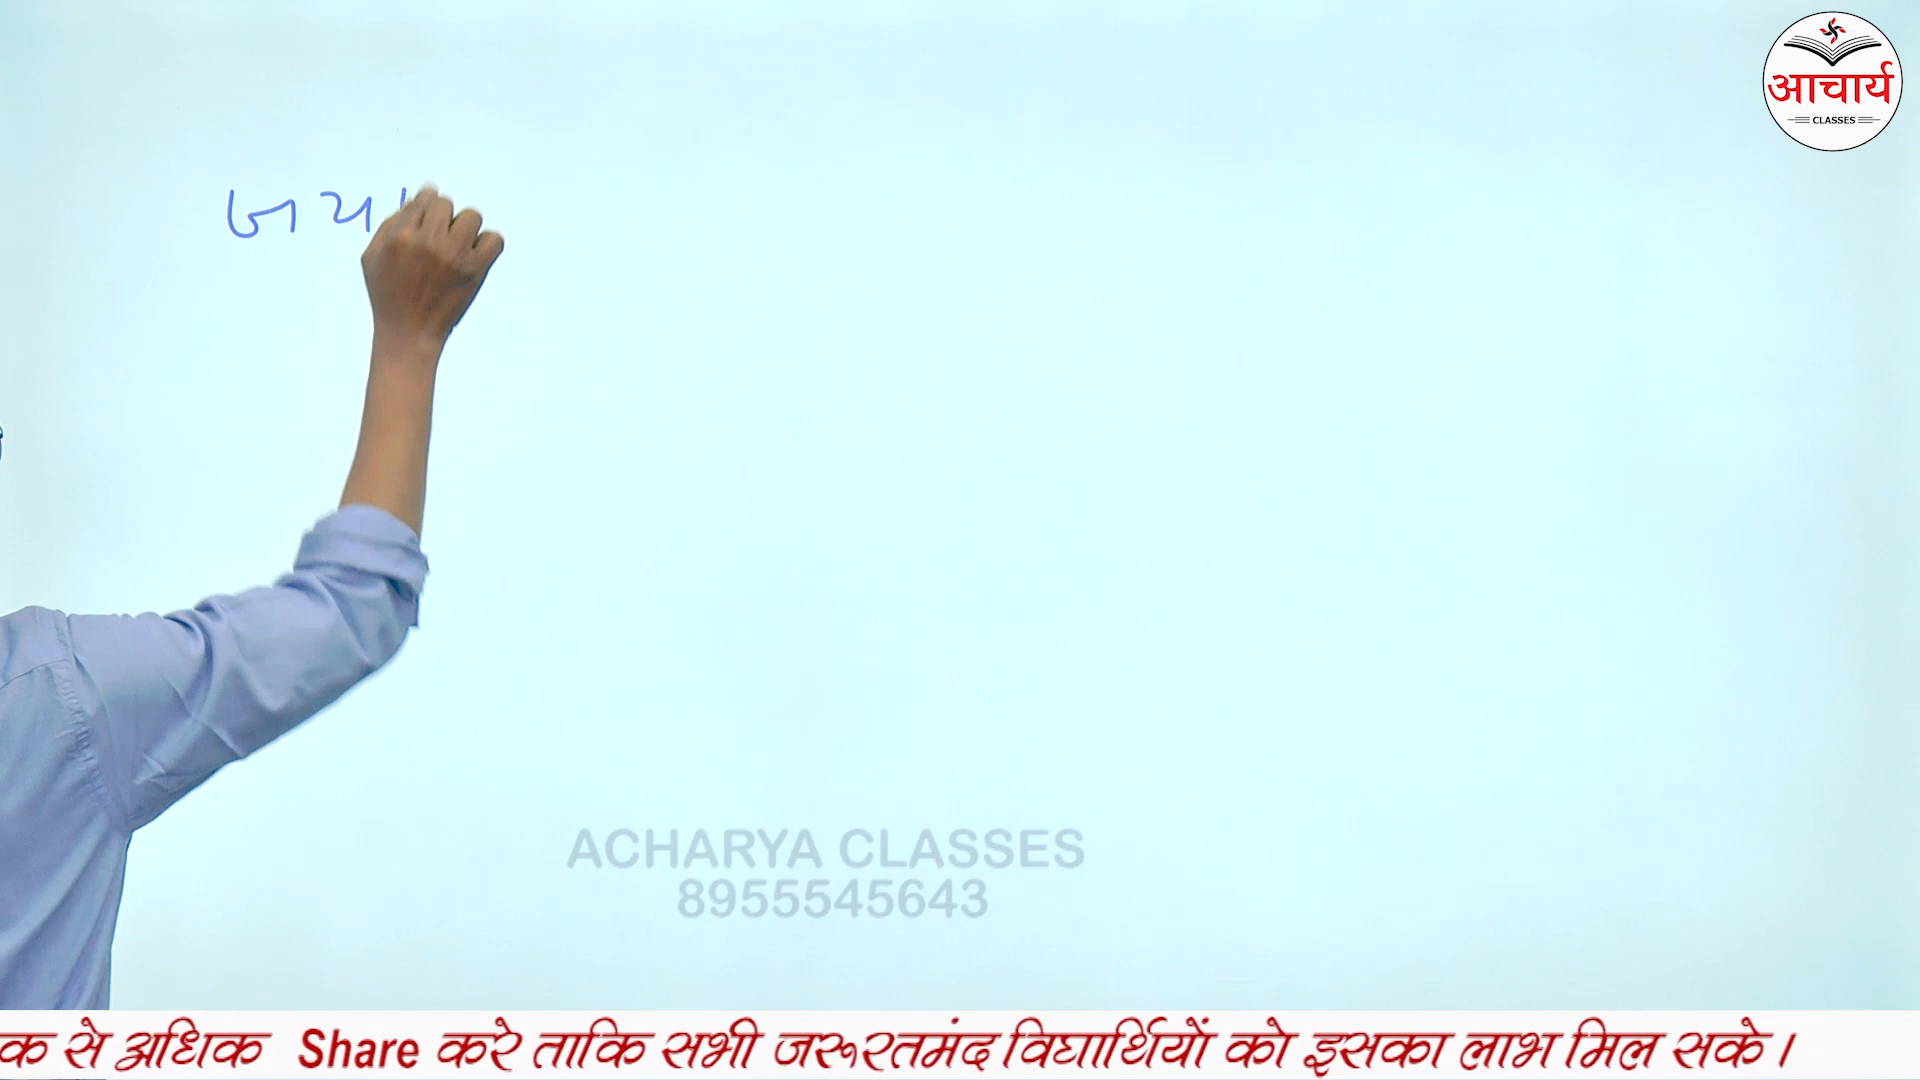 आचार्य
CLASSES
ACHARYA CLASSES
8955545643
क से अधिक Share करे ताकि सभी जरूरतमंद विद्यार्थियों को इसका लाभ मिल सके।